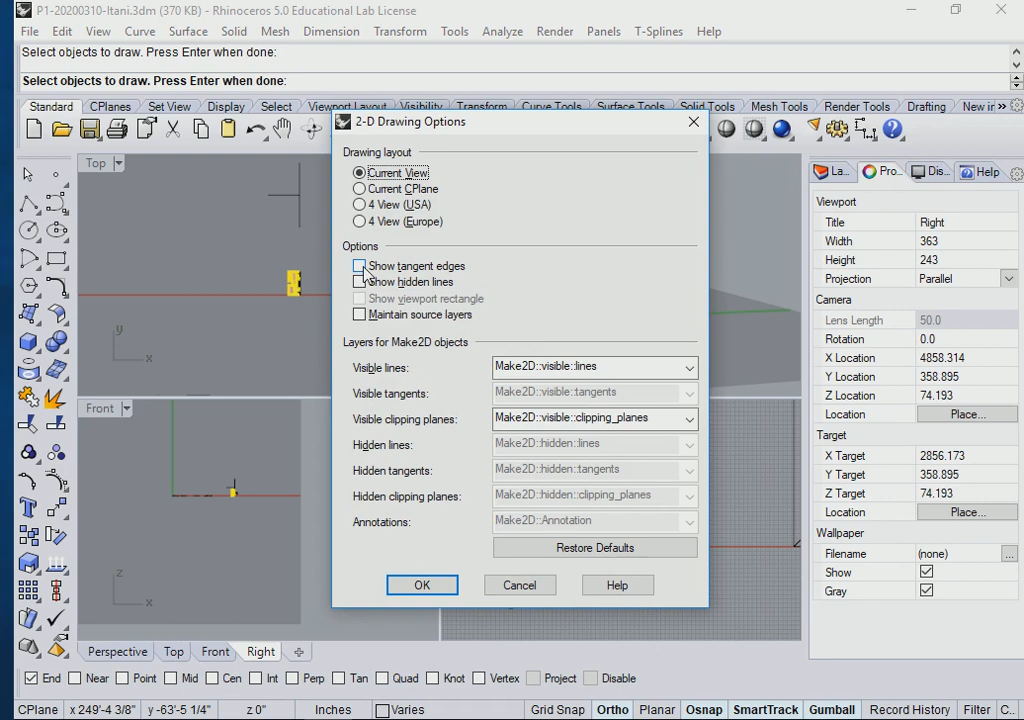 P1-20200310-Itani.3dm (370 KB) - Rhinoceros 5.0 Educational Lab License
File Edit View Curve Surface Solid Mesh Dimension Transform Tools Analyze Render Panels T-Splines Help
Select objects to draw. Press Enter when done:
Select objects to draw. Press Enter when done:
Standard CPlanes Set View Display Select Viewport Layout Visibility Transform Curve Tools Surface Tools Solid Tools Mesh Tools Render Tools Drafting New in »
2-D Drawing Options
Drawing layout
Current View
Current CPlane
4 View (USA)
4 View (Europe)
Options
Show tangent edges
Show hidden lines
Show viewport rectangle
Maintain source layers
Layers for Make2D objects
Visible lines: Make2D::visible::lines
Visible tangents: Make2D::visible::tangents
Visible clipping planes: Make2D::visible::clipping_planes
Hidden lines: Make2D::hidden::lines
Hidden tangents: Make2D::hidden::tangents
Hidden clipping planes: Make2D::hidden::clipping_planes
Annotations: Make2D::Annotation
Restore Defaults
OK Cancel Help
Top
y
x
Front
z
x
La... Pro... Dis... Help
Viewport
Title Right
Width 363
Height 243
Projection Parallel
Camera
Lens Length 50.0
Rotation 0.0
X Location 4858.314
Y Location 358.895
Z Location 74.193
Location Place...
Target
X Target 2856.173
Y Target 358.895
Z Target 74.193
Location Place...
Wallpaper
Filename (none) ...
Show
Gray
Perspective Top Front Right
End Near Point Mid Cen Int Perp Tan Quad Knot Vertex Project Disable
CPlane x 249'-4 3/8" y -63'-5 1/4" z 0" Inches Varies Grid Snap Ortho Planar Osnap SmartTrack Gumball Record History Filter C...